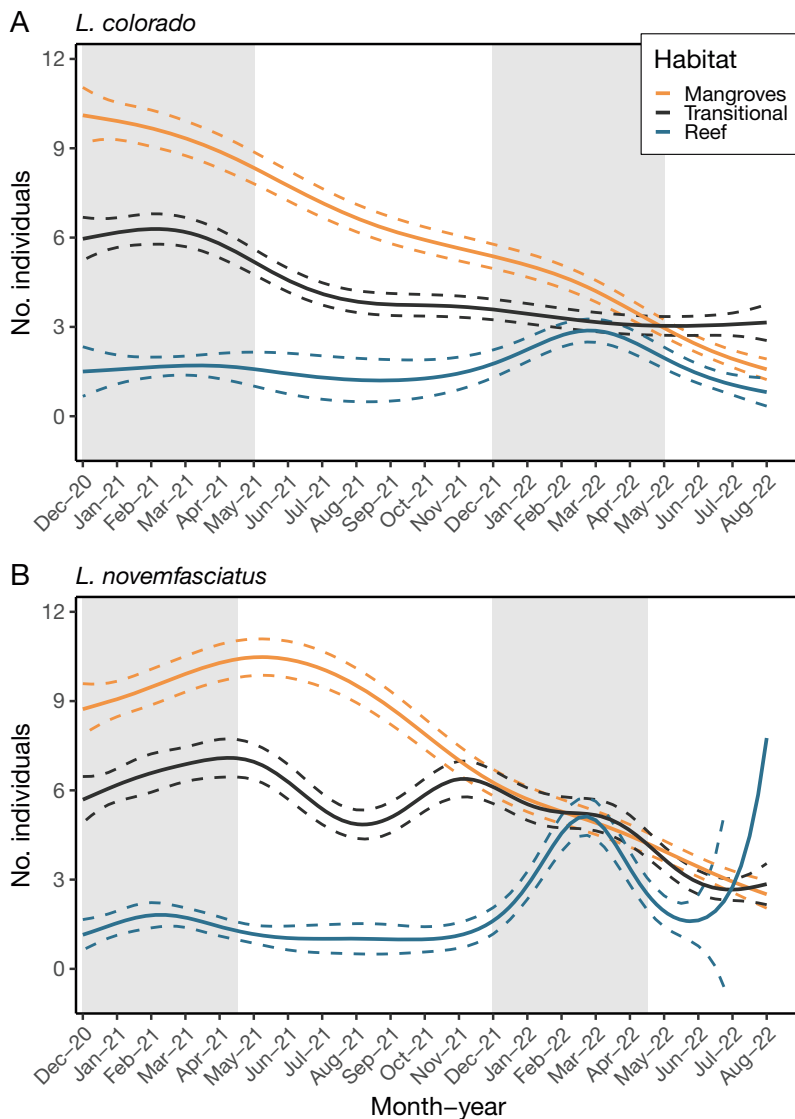 A
L. colorado
12
9
6
3
0
No. individuals
Habitat
Mangroves
Transitional
Reef
Dec–20
Jan–21
Feb–21
Mar–21
Apr–21
May–21
Jun–21
Jul–21
Aug–21
Sep–21
Oct–21
Nov–21
Dec–21
Jan–22
Feb–22
Mar–22
Apr–22
May–22
Jun–22
Jul–22
Aug–22
B
L. novemfasciatus
12
9
6
3
0
No. individuals
Dec–20
Jan–21
Feb–21
Mar–21
Apr–21
May–21
Jun–21
Jul–21
Aug–21
Sep–21
Oct–21
Nov–21
Dec–21
Jan–22
Feb–22
Mar–22
Apr–22
May–22
Jun–22
Jul–22
Aug–22
Month–year